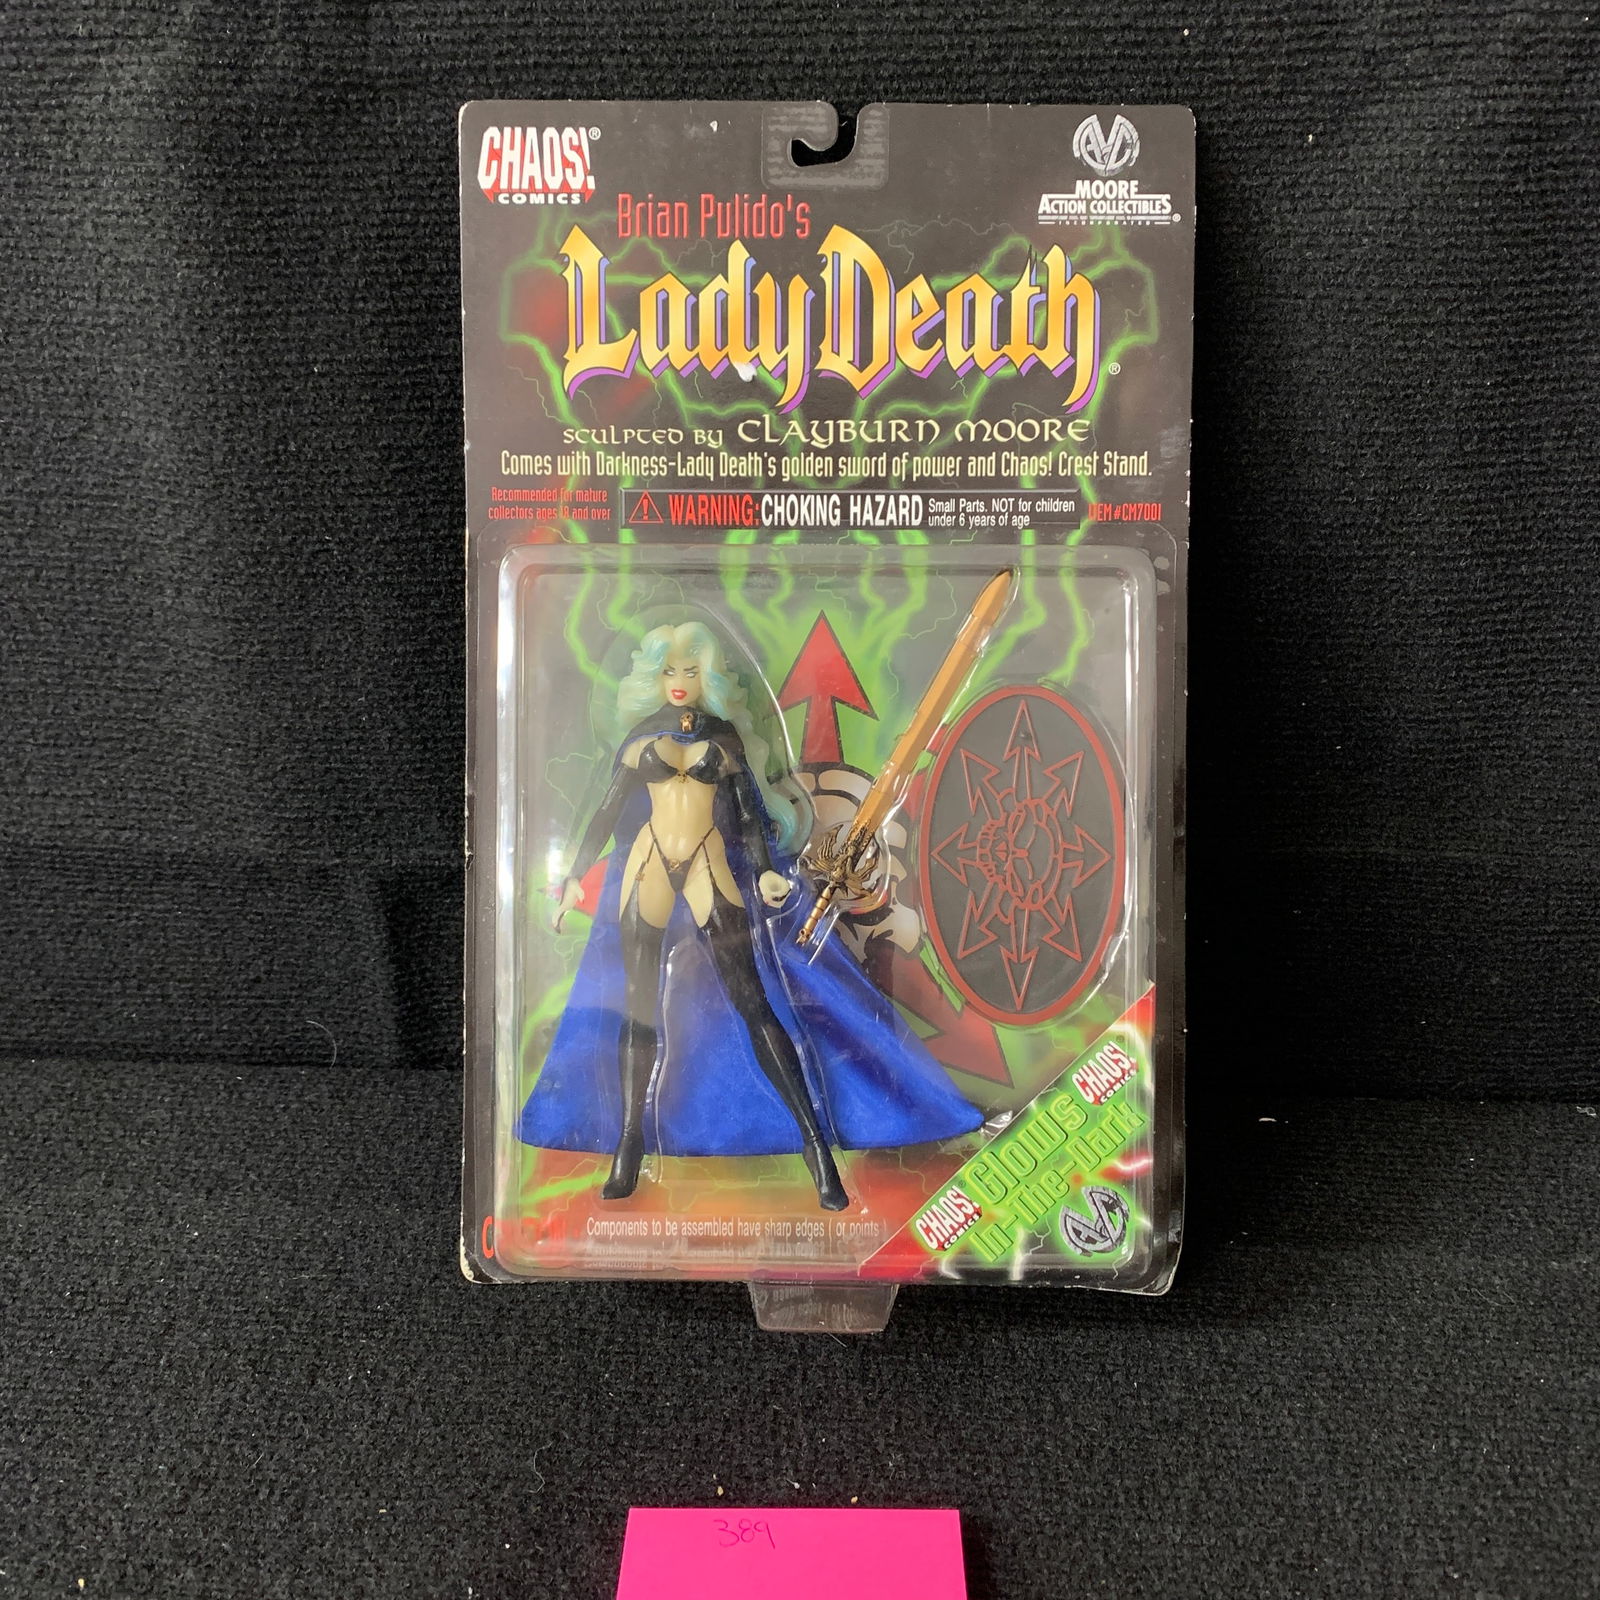 CHAOS!®
COMICS
MOORE
ACTION COLLECTIBLES®
INCORPORATED
Brian Pulido's
Lady Death®
SCULPTED BY CLAYBURN MOORE
Comes with Darkness-Lady Death's golden sword of power and Chaos! Crest Stand.
Recommended for mature
collectors ages 18 and over
WARNING: CHOKING HAZARD
Small Parts. NOT for children
under 6 years of age
ITEM #CM7001
CHAOS!
COMICS
Glows
In-The-Dark
CHAOS!
COMICS
Components to be assembled have sharp edges ( or points )
389